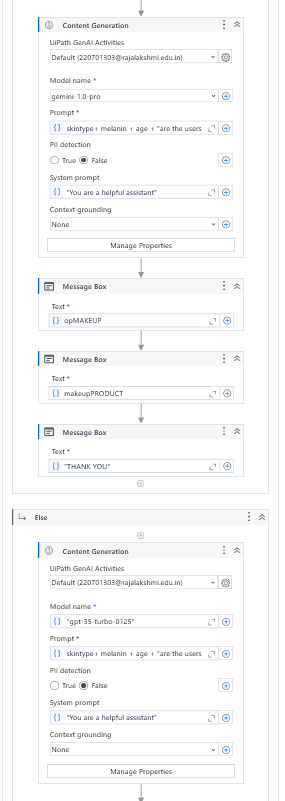 Content Generation
UiPath GenAI Activities
Default (220701303@rajalakshmi.edu.in)
Model name *
gemini-1.0-pro
Prompt *
skintype+ melanin + age + "are the users
PII detection
True False
System prompt
"You are a helpful assistant"
Context grounding
None
Manage Properties
Message Box
Text *
opMAKEUP
Message Box
Text *
makeupPRODUCT
Message Box
Text *
"THANK YOU"
Else
Content Generation
UiPath GenAI Activities
Default (220701303@rajalakshmi.edu.in)
Model name *
"gpt-35-turbo-0125"
Prompt *
skintype+ melanin + age + "are the users
PII detection
True False
System prompt
"You are a helpful assistant"
Context grounding
None
Manage Properties